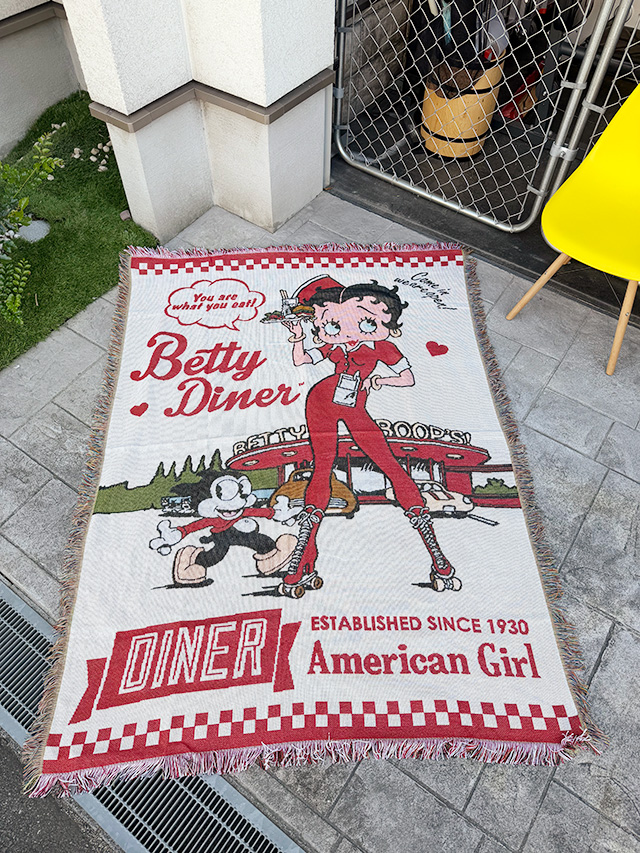 You are
what you eat!
Come in
we are open!
Betty
Diner
BETTY BOOP'S
DINER
ESTABLISHED SINCE 1930
American Girl